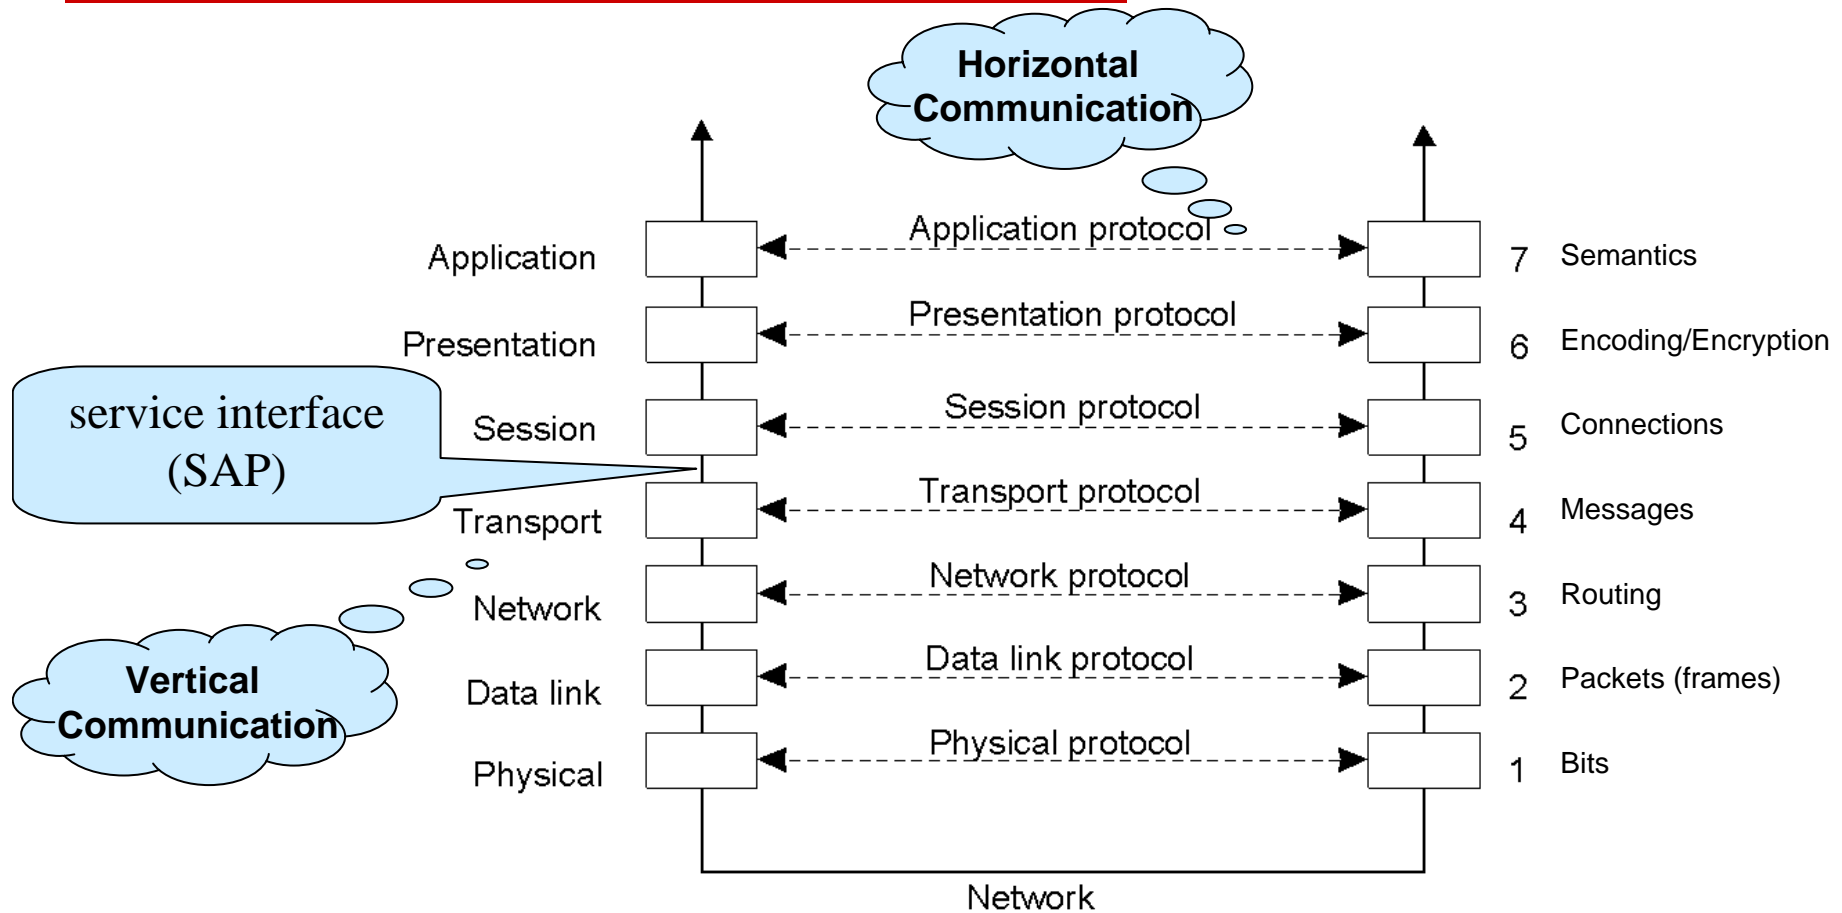 Horizontal
Communication
Application protocol
Application
7 Semantics
Presentation protocol
Presentation
6 Encoding/Encryption
service interface
(SAP)
Session protocol
Session
5 Connections
Transport protocol
Transport
4 Messages
Network protocol
Network
3 Routing
Vertical
Communication
Data link protocol
Data link
2 Packets (frames)
Physical protocol
Physical
1 Bits
Network